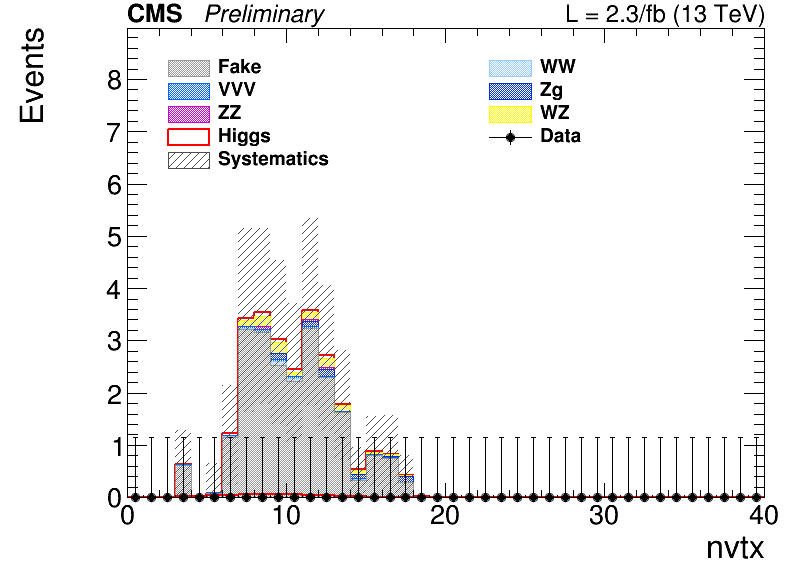 CMS Preliminary L = 2.3/fb (13 TeV)
Events
Fake WW
VVV Zg
ZZ WZ
Higgs Data
Systematics
8
7
6
5
4
3
2
1
0
0 10 20 30 40
nvtx